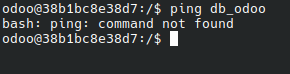 odoo@38b1bc8e38d7:/$ ping db_odoo
bash: ping: command not found
odoo@38b1bc8e38d7:/$